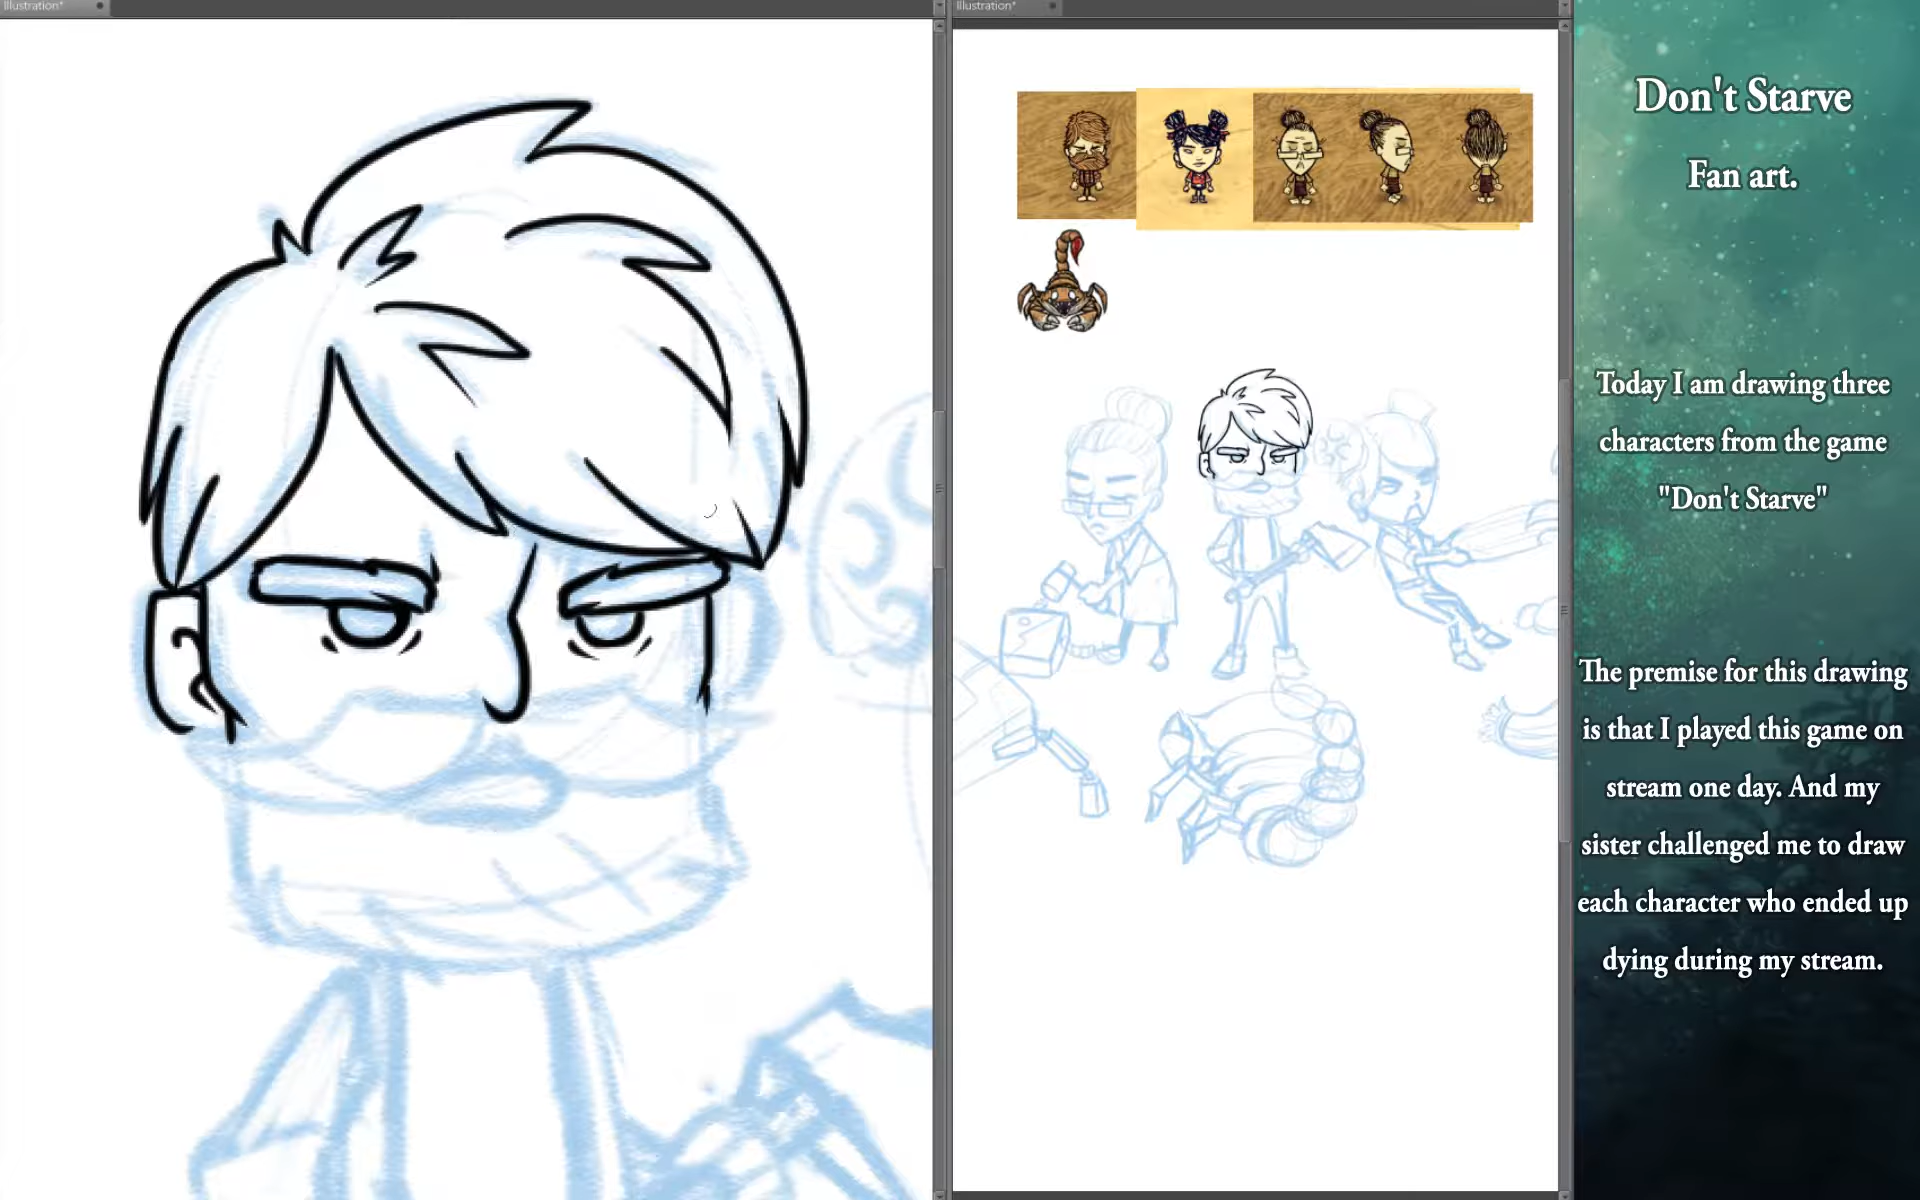 Illustration*
Illustration*
Don't Starve
Fan art.
Today I am drawing three
characters from the game
"Don't Starve"
The premise for this drawing
is that I played this game on
stream one day. And my
sister challenged me to draw
each character who ended up
dying during my stream.